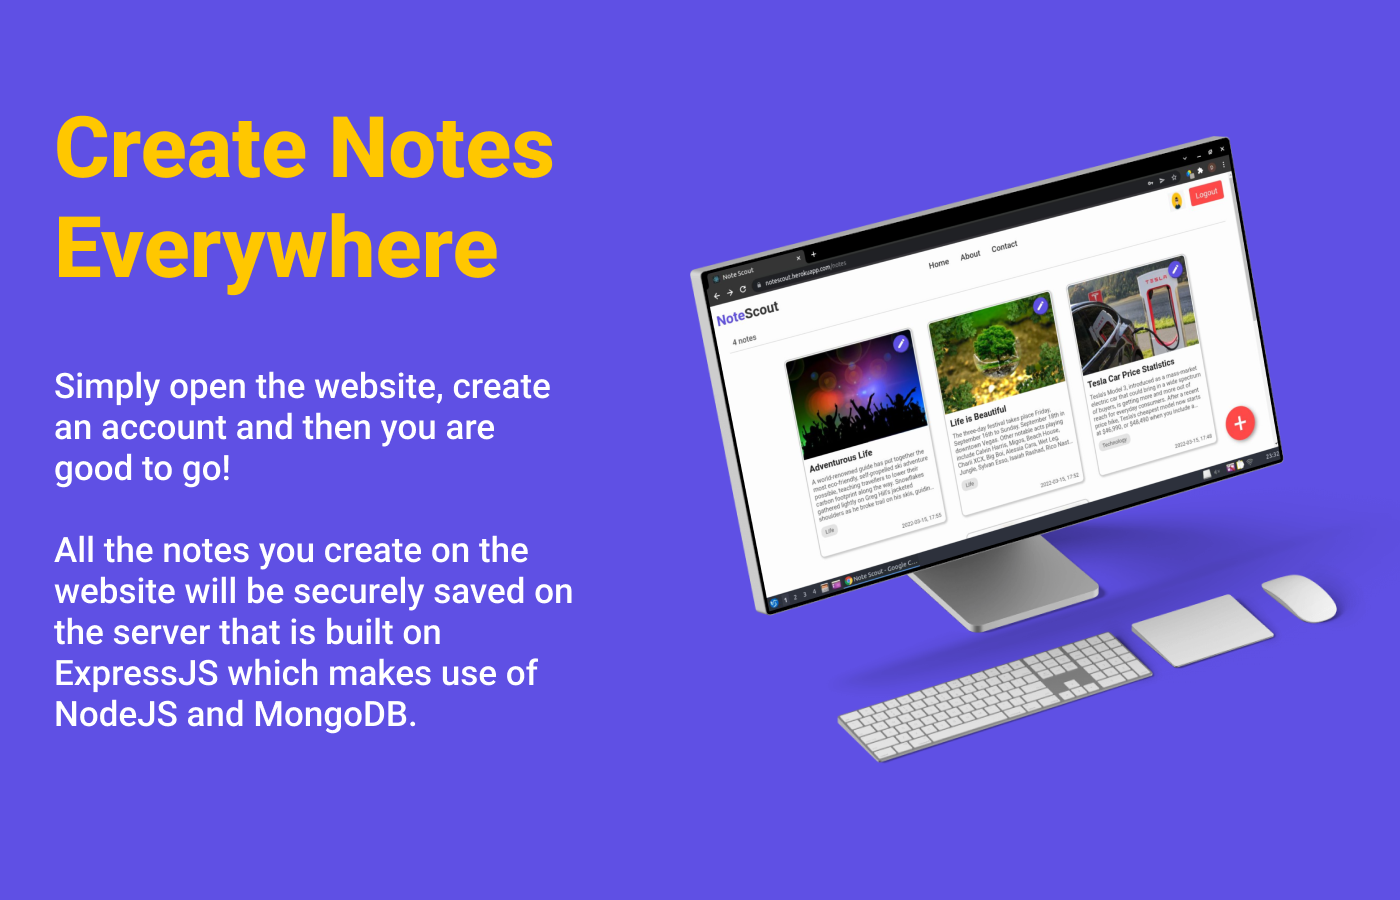 Create Notes
Everywhere
Simply open the website, create
an account and then you are
good to go!
All the notes you create on the
website will be securely saved on
the server that is built on
ExpressJS which makes use of
NodeJS and MongoDB.
Note Scout
notescout.herokuapp.com/notes
Logout
Home
About
Contact
NoteScout
4 notes
Adventurous Life
A world-renowned guide has put together the
most eco-friendly, self-propelled ski adventure
possible, teaching travellers to lower their
carbon footprint along the way. Snowflakes
gathered lightly on Greg Hill's jacketed
shoulders as he broke trail on his skis, guidin...
Life
2022-03-15, 17:53
Life is Beautiful
The three-day festival takes place Friday,
September 16th to Sunday, September 18th in
downtown Vegas. Other notable acts playing
include Calvin Harris, Migos, Beach House,
Charli XCX, Big Boi, Alessia Cara, Wet Leg,
Jungle, Sylvan Esso, Isaiah Rashad, Rico Nast...
Life
2022-03-15, 17:52
TESLA
Tesla Car Price Statistics
Tesla's Model 3, introduced as a mass-market
electric car that could bring in a wide spectrum
of buyers, is getting more and more out of
reach for everyday consumers. After a recent
price hike, Tesla's cheapest model now starts
at $46,990, or $48,490 when you include a...
Technology
2022-03-15, 17:48
1 2 3 4
Note Scout - Google C...
23:32